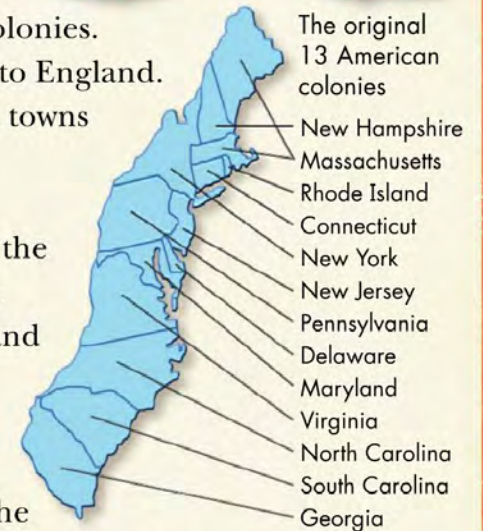 olonies.
to England.
towns
the
and
he
The original
13 American
colonies
New Hampshire
Massachusetts
Rhode Island
Connecticut
New York
New Jersey
Pennsylvania
Delaware
Maryland
Virginia
North Carolina
South Carolina
Georgia